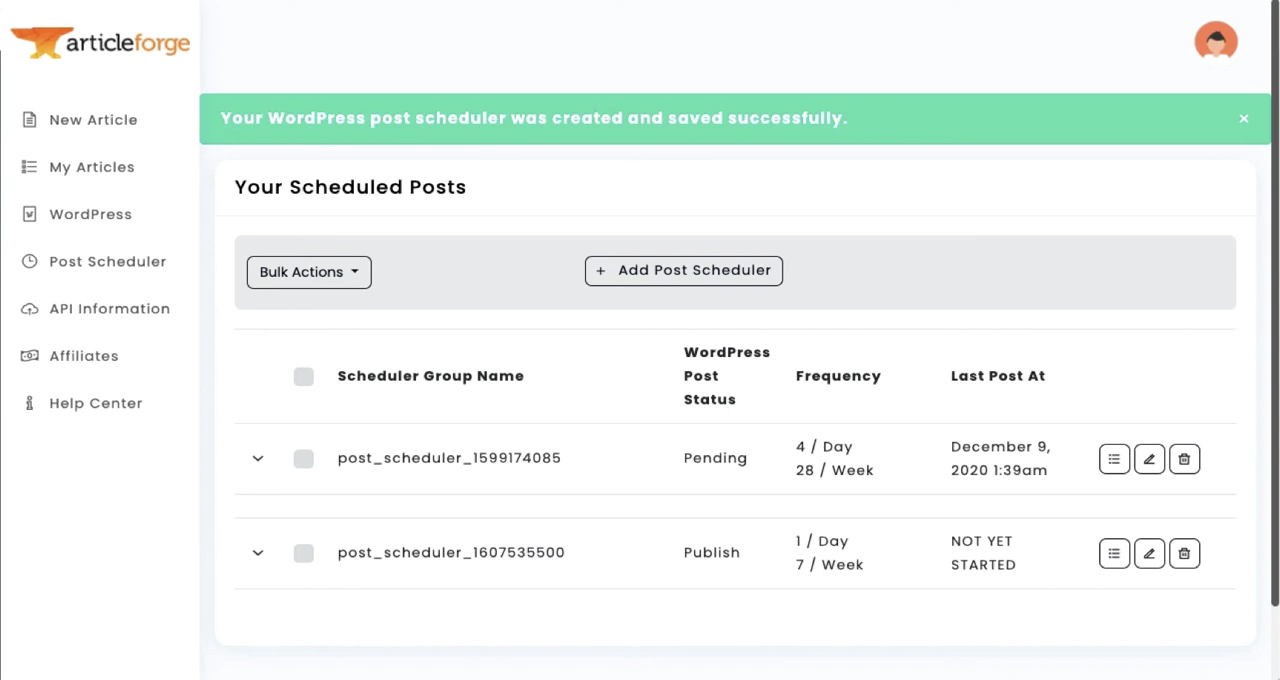 articleforge
New Article
My Articles
WordPress
Post Scheduler
API Information
Affiliates
Help Center
Your WordPress post scheduler was created and saved successfully.
×
Your Scheduled Posts
Bulk Actions
+ Add Post Scheduler
Scheduler Group Name
WordPress
Post
Status
Frequency
Last Post At
post_scheduler_1599174085
Pending
4 / Day
28 / Week
December 9,
2020 1:39am
post_scheduler_1607535500
Publish
1 / Day
7 / Week
NOT YET
STARTED